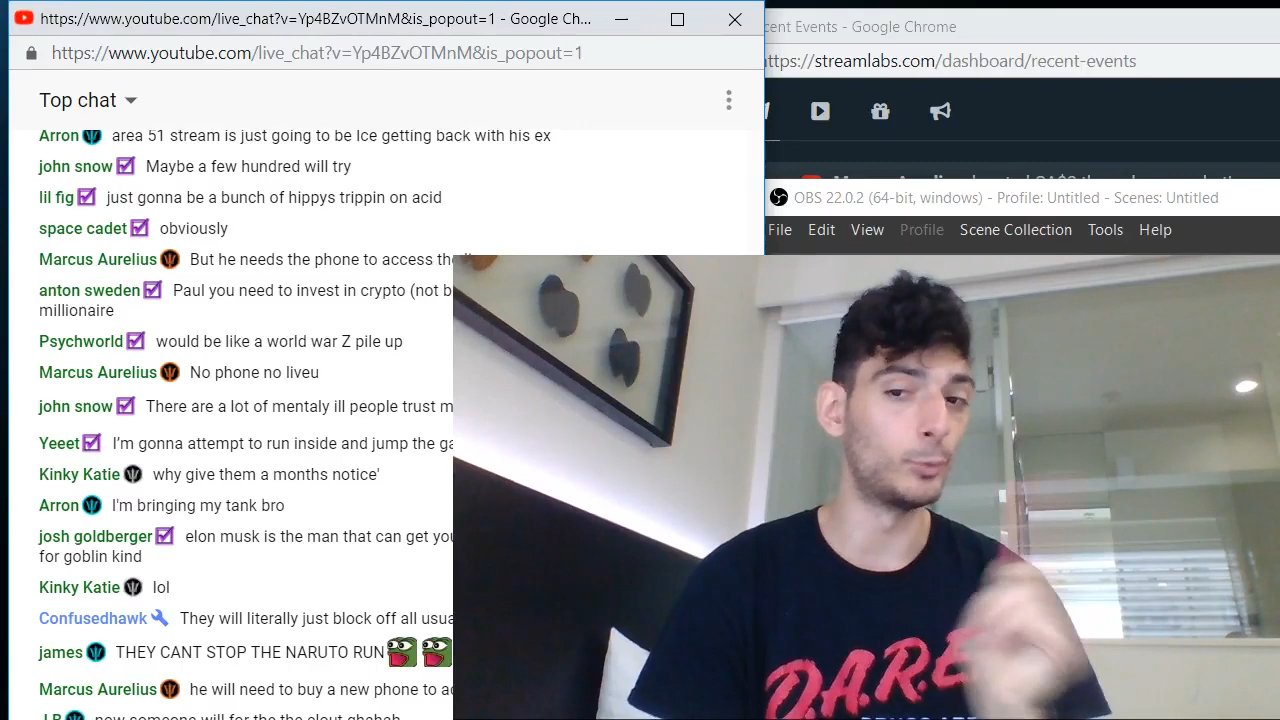 https://www.youtube.com/live_chat?v=Yp4BZvOTMnM&is_popout=1 - Google Ch...
https://www.youtube.com/live_chat?v=Yp4BZvOTMnM&is_popout=1
Top chat
Arron area 51 stream is just going to be Ice getting back with his ex
john snow Maybe a few hundred will try
lil fig just gonna be a bunch of hippys trippin on acid
space cadet obviously
Marcus Aurelius But he needs the phone to access the
anton sweden Paul you need to invest in crypto (not b
millionaire
Psychworld would be like a world war Z pile up
Marcus Aurelius No phone no liveu
john snow There are a lot of mentaly ill people trust m
Yeeet I'm gonna attempt to run inside and jump the ga
Kinky Katie why give them a months notice'
Arron I'm bringing my tank bro
josh goldberger elon musk is the man that can get you
for goblin kind
Kinky Katie lol
Confusedhawk They will literally just block off all usua
james THEY CANT STOP THE NARUTO RUN
Marcus Aurelius he will need to buy a new phone to ac
now someone will for the the clout ghahah
cent Events - Google Chrome
ttps://streamlabs.com/dashboard/recent-events
OBS 22.0.2 (64-bit, windows) - Profile: Untitled - Scenes: Untitled
File Edit View Profile Scene Collection Tools Help
D.A.R.E